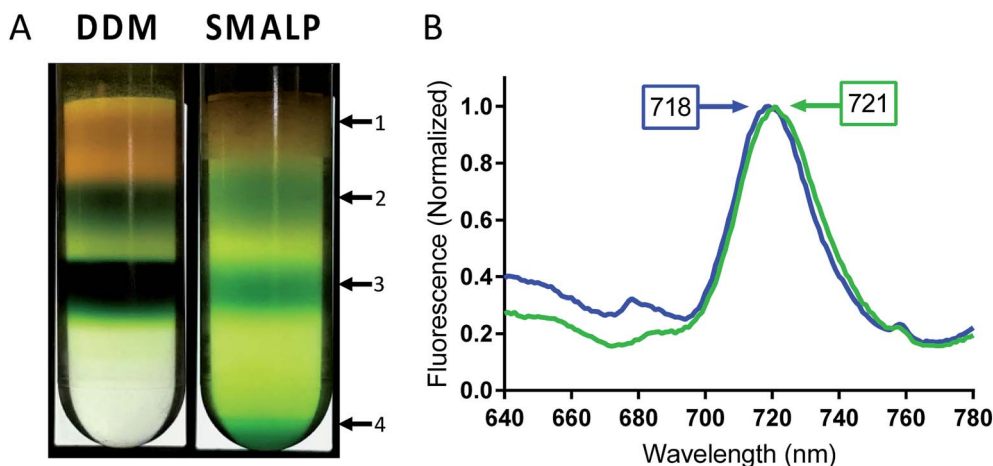 A
DDM SMALP
1
2
3
4
B
718
721
Fluorescence (Normalized)
1.0
0.8
0.6
0.4
0.2
0.0
640 660 680 700 720 740 760 780
Wavelength (nm)